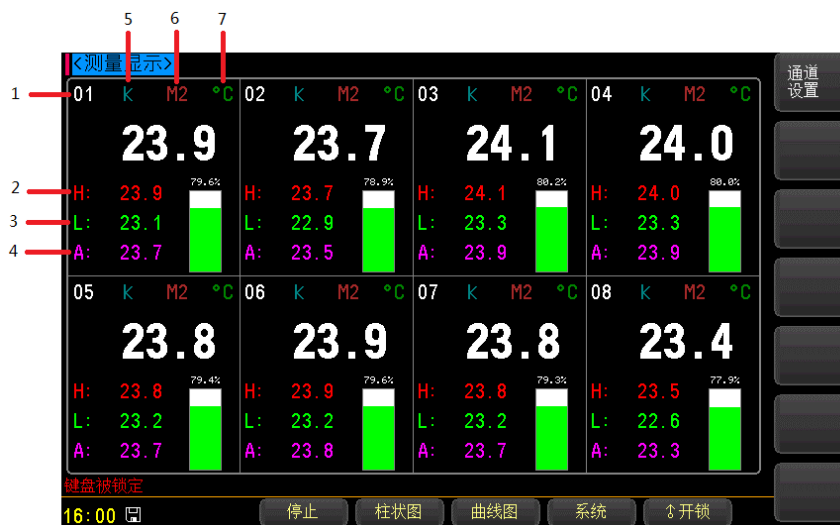 5 6 7
<测量显示>
通道
设置
1 01 K M2 °C 02 K M2 °C 03 K M2 °C 04 K M2 °C
23.9 23.7 24.1 24.0
79.6% 78.9% 80.2% 80.0%
2 H: 23.9 H: 23.7 H: 24.1 H: 24.0
3 L: 23.1 L: 22.9 L: 23.3 L: 23.3
4 A: 23.7 A: 23.5 A: 23.9 A: 23.9
05 K M2 °C 06 K M2 °C 07 K M2 °C 08 K M2 °C
23.8 23.9 23.8 23.4
79.4% 79.6% 79.3% 77.9%
H: 23.8 H: 23.9 H: 23.8 H: 23.5
L: 23.2 L: 23.2 L: 23.2 L: 22.6
A: 23.7 A: 23.8 A: 23.7 A: 23.3
键盘被锁定
16:00 停止 柱状图 曲线图 系统 ⇧开锁